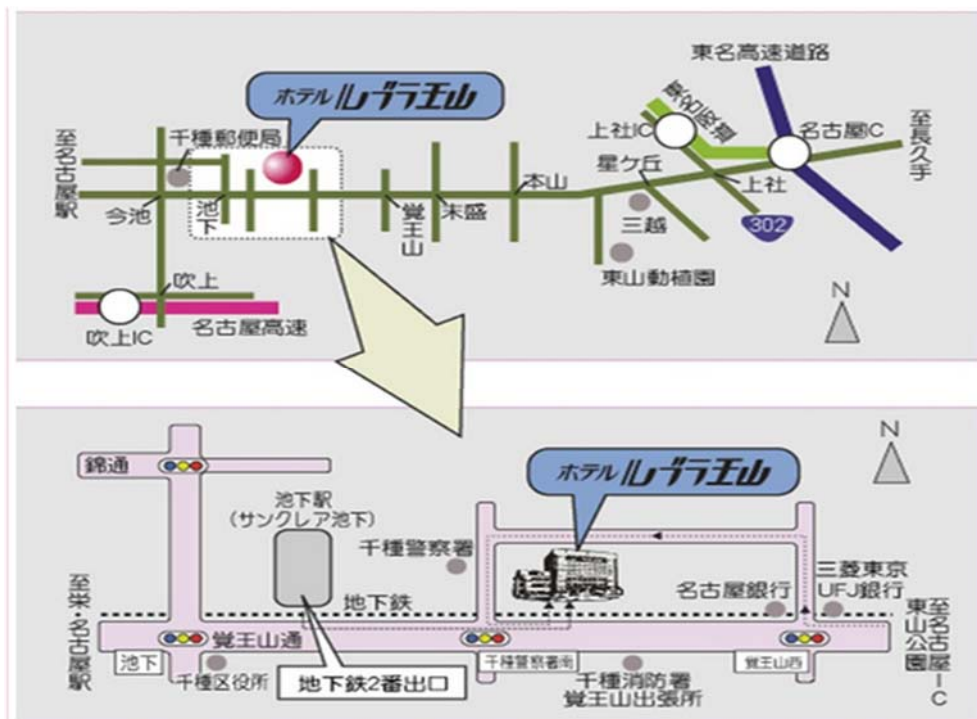 東名高速道路
ホテルルブラ王山
東名阪道
千種郵便局
上社IC
名古屋IC
至名古屋駅
至長久手
星ケ丘
本山
上社
今池
池下
覚王山
末盛
三越
302
東山動植園
吹上
N
吹上IC
名古屋高速
N
錦通
ホテルルブラ王山
池下駅
(サンクレア池下)
千種警察署
三菱東京
UFJ銀行
名古屋銀行
地下鉄
至栄・名古屋駅
東山公園
至名古屋IC
覚王山通
池下
千種警察署南
覚王山西
千種区役所
地下鉄2番出口
千種消防署
覚王山出張所